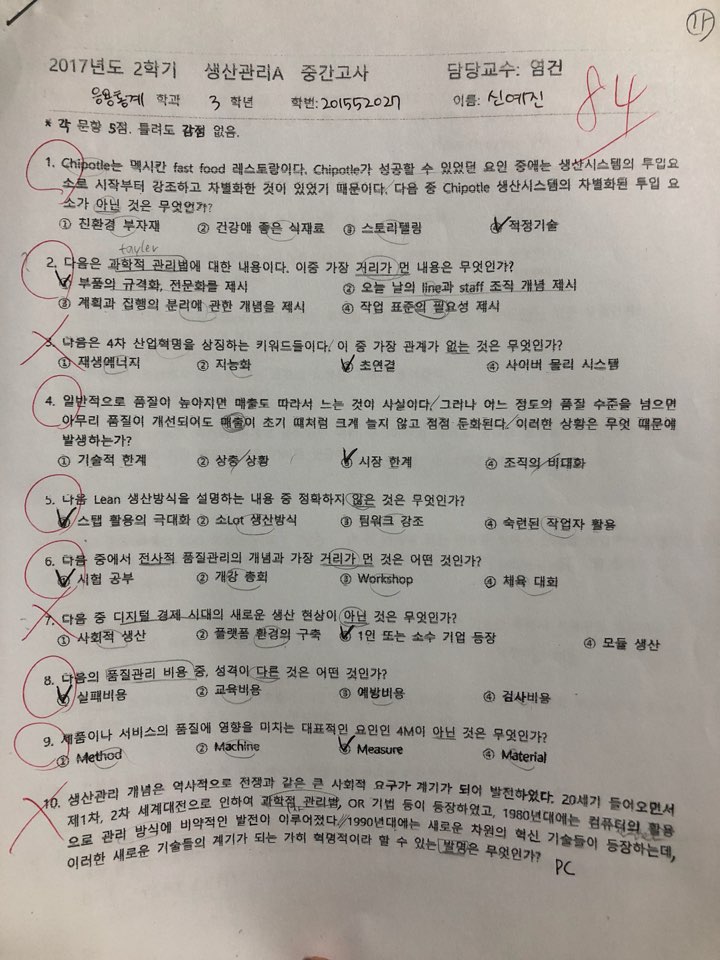 17
2017년도 2학기 생산관리A 중간고사 담당교수: 염건
응용통계 학과 3 학년 학번: 201552027 이름: 신예진
84
* 각 문항 5점. 틀려도 감점 없음.
1. Chipotle는 멕시칸 fast food 레스토랑이다. Chipotle가 성공할 수 있었던 요인 중에는 생산시스템의 투입요
소로 시작부터 강조하고 차별화한 것이 있었기 때문이다. 다음 중 Chipotle 생산시스템의 차별화된 투입 요
소가 아닌 것은 무엇인가?
① 친환경 부자재 ② 건강에 좋은 식재료 ③ 스토리텔링 ④ 적정기술
tayler
2. 다음은 과학적 관리법에 대한 내용이다. 이중 가장 거리가 먼 내용은 무엇인가?
① 부품의 규격화, 전문화를 제시 ② 오늘 날의 line과 staff 조직 개념 제시
③ 계획과 집행의 분리에 관한 개념을 제시 ④ 작업 표준의 필요성 제시
3. 다음은 4차 산업혁명을 상징하는 키워드들이다. 이 중 가장 관계가 없는 것은 무엇인가?
① 재생에너지 ② 지능화 ③ 초연결 ④ 사이버 물리 시스템
4. 일반적으로 품질이 높아지면 매출도 따라서 느는 것이 사실이다. 그러나 어느 정도의 품질 수준을 넘으면
아무리 품질이 개선되어도 매출이 초기 때처럼 크게 늘지 않고 점점 둔화된다. 이러한 상황은 무엇 때문에
발생하는가?
① 기술적 한계 ② 상충 상황 ③ 시장 한계 ④ 조직의 비대화
5. 다음 Lean 생산방식을 설명하는 내용 중 정확하지 않은 것은 무엇인가?
① 스탭 활용의 극대화 ② 소Lot 생산방식 ③ 팀워크 강조 ④ 숙련된 작업자 활용
6. 다음 중에서 전사적 품질관리의 개념과 가장 거리가 먼 것은 어떤 것인가?
① 시험 공부 ② 개강 총회 ③ Workshop ④ 체육 대회
7. 다음 중 디지털 경제 시대의 새로운 생산 현상이 아닌 것은 무엇인가?
① 사회적 생산 ② 플랫폼 환경의 구축 ③ 1인 또는 소수 기업 등장 ④ 모듈 생산
8. 다음의 품질관리 비용 중, 성격이 다른 것은 어떤 것인가?
① 실패비용 ② 교육비용 ③ 예방비용 ④ 검사비용
9. 제품이나 서비스의 품질에 영향을 미치는 대표적인 요인인 4M이 아닌 것은 무엇인가?
① Method ② Machine ③ Measure ④ Material
10. 생산관리 개념은 역사적으로 전쟁과 같은 큰 사회적 요구가 계기가 되어 발전하였다. 20세기 들어오면서
제1차, 2차 세계대전으로 인하여 과학적 관리법, OR 기법 등이 등장하였고, 1980년대에는 컴퓨터의 활용
으로 관리 방식에 비약적인 발전이 이루어졌다. 1990년대에는 새로운 차원의 혁신 기술들이 등장하는데,
이러한 새로운 기술들의 계기가 되는 가히 혁명적이라 할 수 있는 발명은 무엇인가?
PC